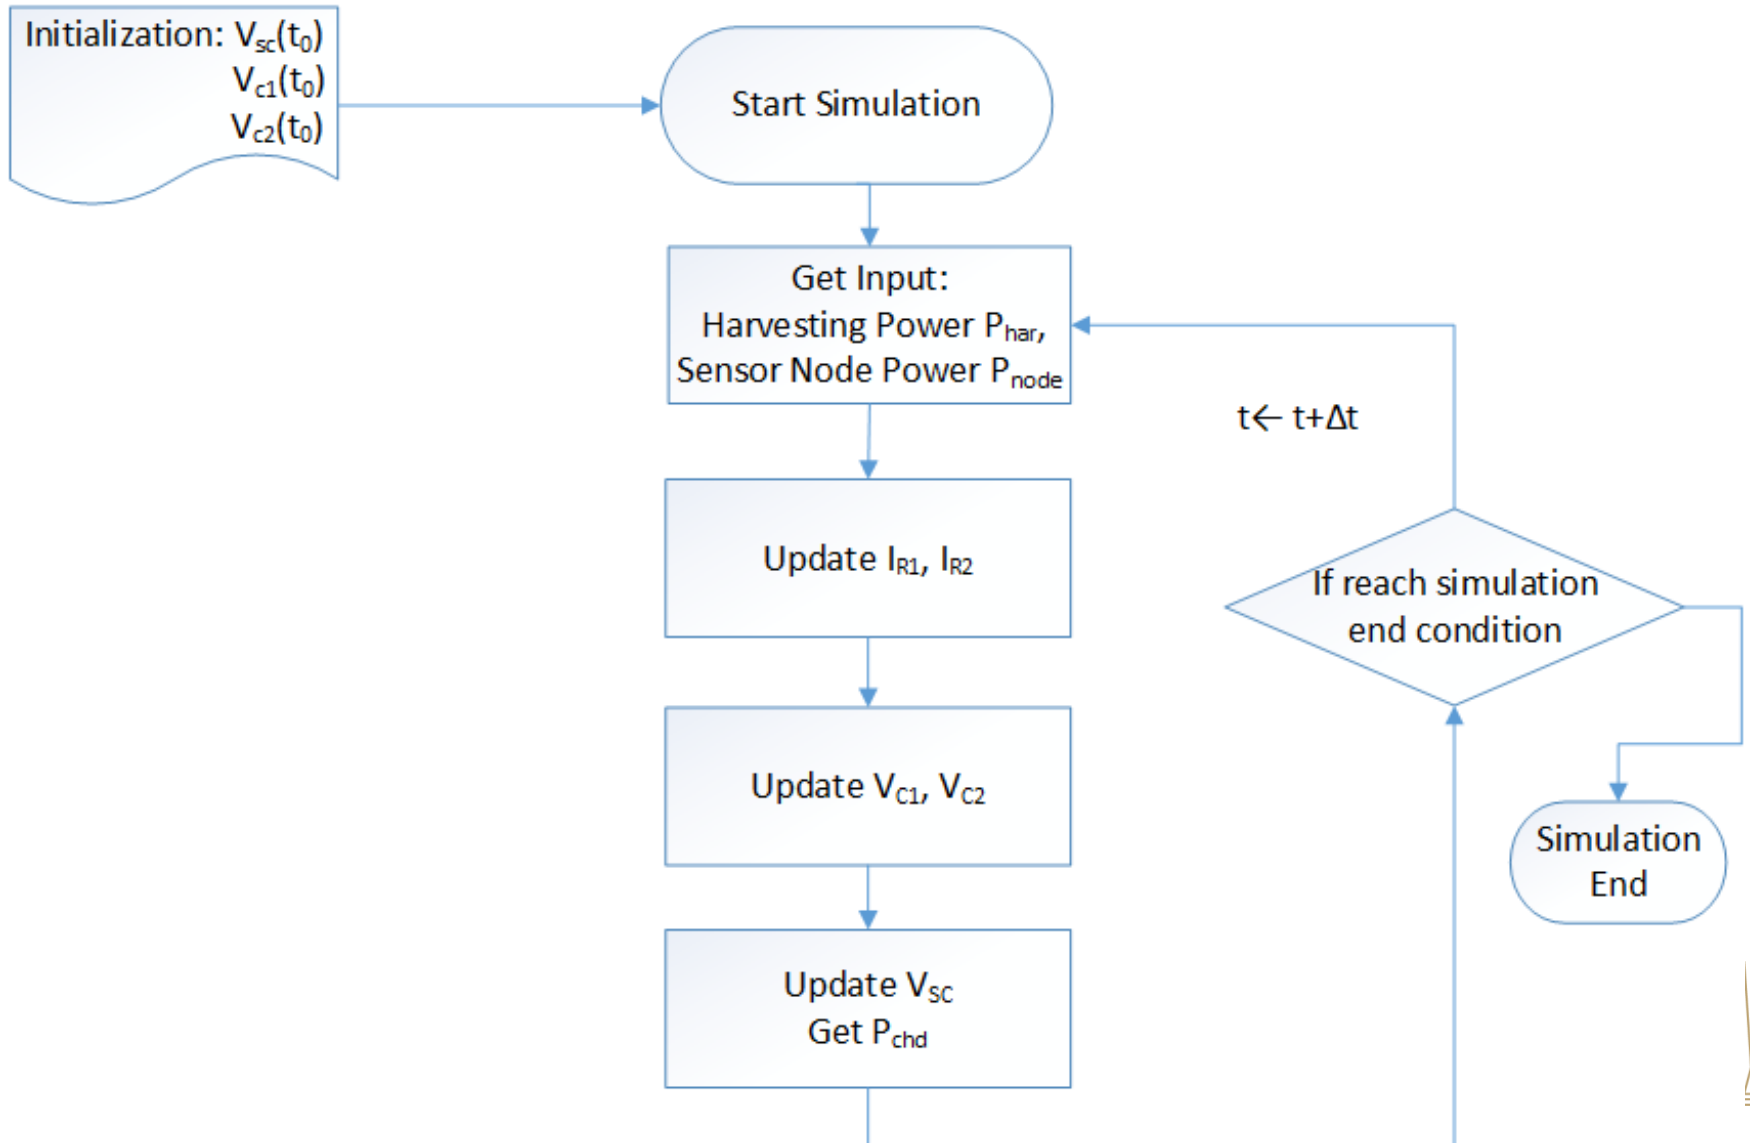 Initialization: Vsc(t0)
Vc1(t0)
Vc2(t0)
Start Simulation
Get Input:
Harvesting Power Phar,
Sensor Node Power Pnode
Update IR1, IR2
Update VC1, VC2
Update VSC
Get Pchd
t← t+Δt
If reach simulation
end condition
Simulation
End